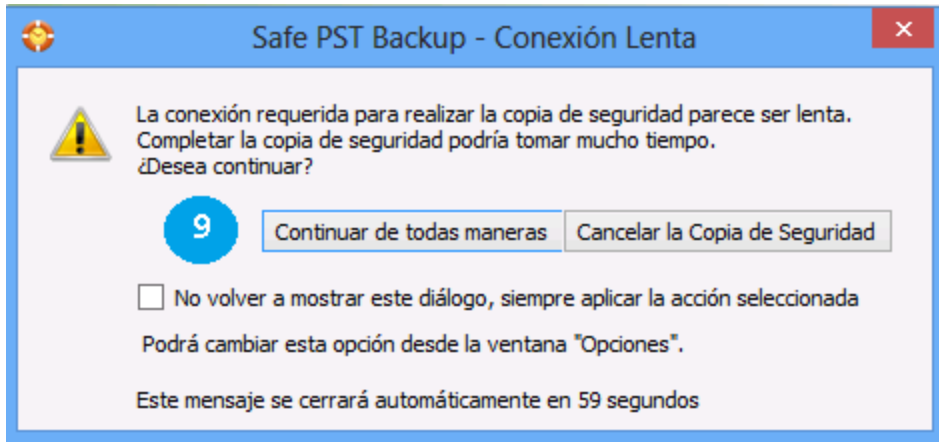 Safe PST Backup - Conexión Lenta
La conexión requerida para realizar la copia de seguridad parece ser lenta.
Completar la copia de seguridad podría tomar mucho tiempo.
¿Desea continuar?
9 Continuar de todas maneras Cancelar la Copia de Seguridad
No volver a mostrar este diálogo, siempre aplicar la acción seleccionada
Podrá cambiar esta opción desde la ventana "Opciones".
Este mensaje se cerrará automáticamente en 59 segundos